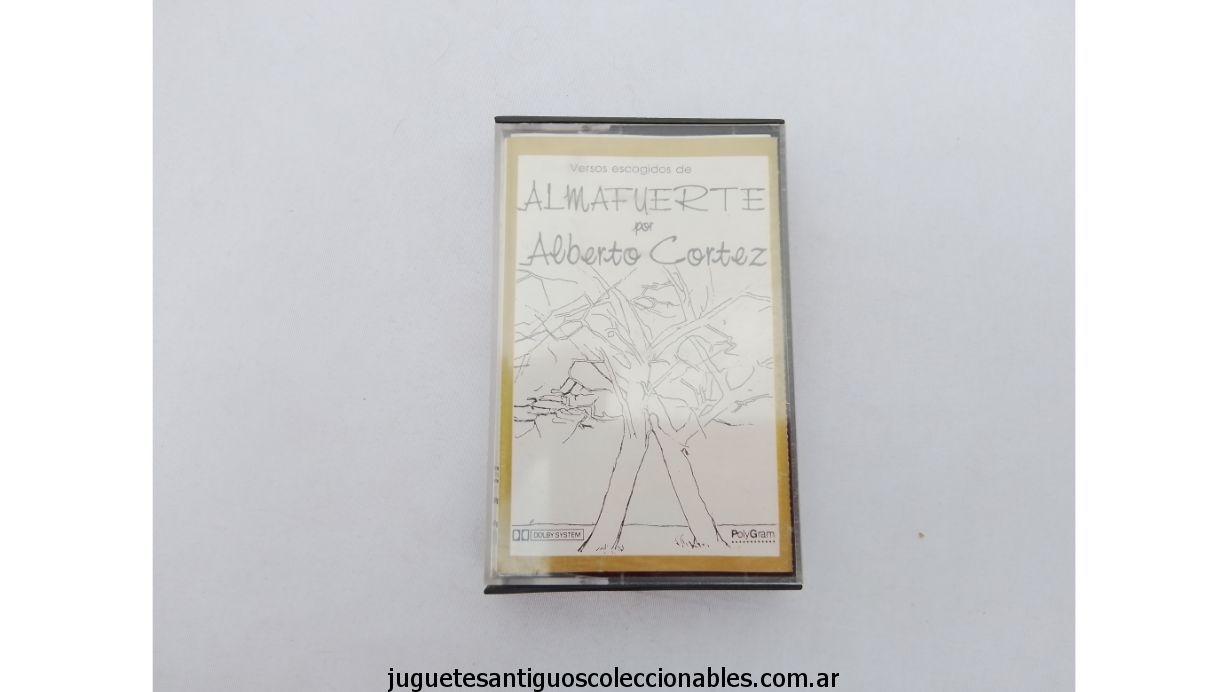 Versos escogidos de
ALMAFUERTE
por
Alberto Cortez
DOLBY SYSTEM
PolyGram
juguetesantiguoscoleccionables.com.ar